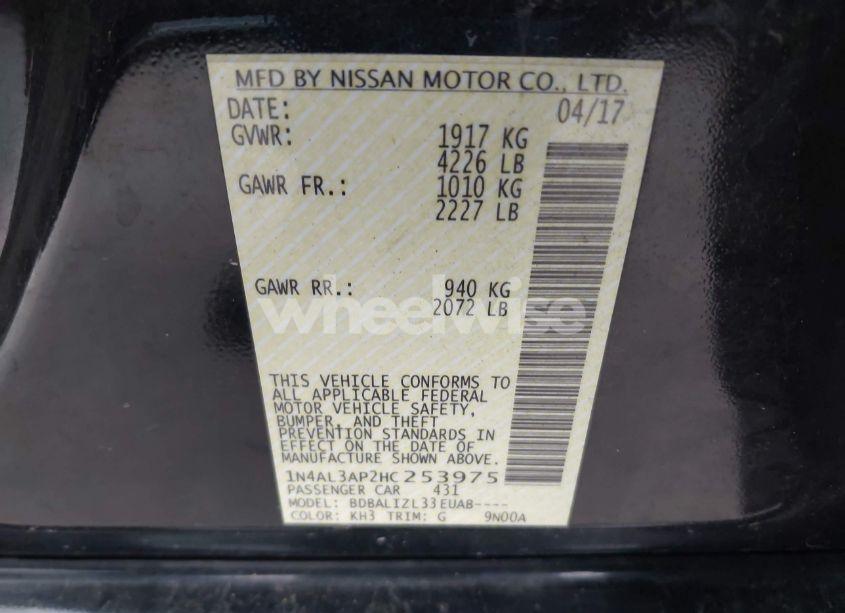 MFD BY NISSAN MOTOR CO., LTD.
DATE: 04/17
GVWR: 1917 KG
4226 LB
GAWR FR.: 1010 KG
2227 LB
GAWR RR.: 940 KG
2072 LB
wheelwise
THIS VEHICLE CONFORMS TO
ALL APPLICABLE FEDERAL
MOTOR VEHICLE SAFETY,
BUMPER, AND THEFT
PREVENTION STANDARDS IN
EFFECT ON THE DATE OF
MANUFACTURE SHOWN ABOVE.
1N4AL3AP2HC253975
PASSENGER CAR 431
MODEL: BDBALIZL33EUAB----
COLOR: KH3 TRIM: G 9N00A